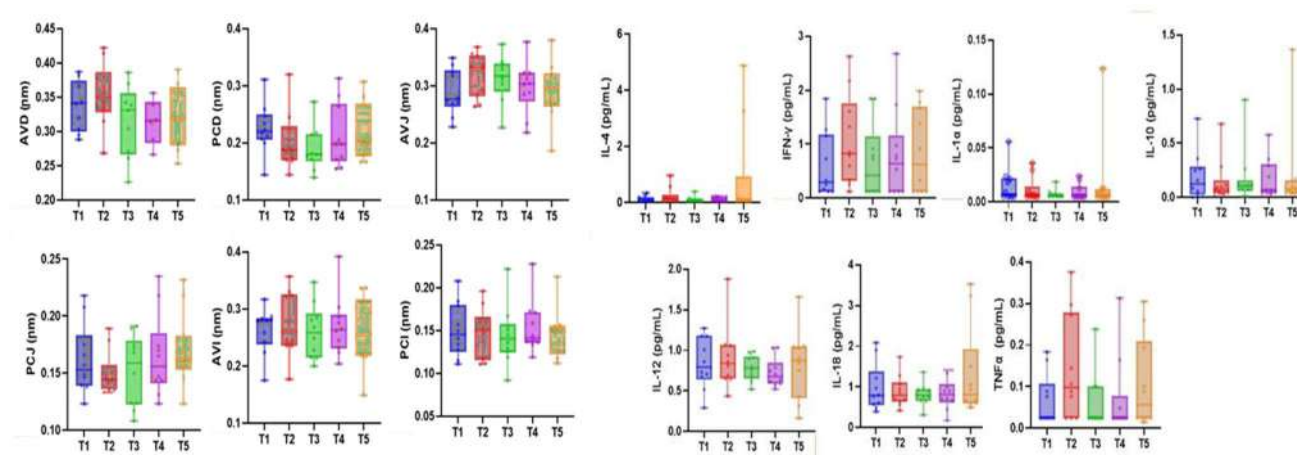 AVD (nm)
0.45
0.40
0.35
0.30
0.25
0.20
T1 T2 T3 T4 T5
PCD (nm)
0.4
0.3
0.2
0.1
T1 T2 T3 T4 T5
AVJ (nm)
0.4
0.3
0.2
0.1
T1 T2 T3 T4 T5
IL-4 (pg/mL)
6
4
2
0
T1 T2 T3 T4 T5
IFN-γ (pg/mL)
3
2
1
0
T1 T2 T3 T4 T5
IL-1α (pg/mL)
0.15
0.10
0.05
0.00
T1 T2 T3 T4 T5
IL-10 (pg/mL)
1.5
1.0
0.5
0.0
T1 T2 T3 T4 T5
PCJ (nm)
0.25
0.20
0.15
0.10
T1 T2 T3 T4 T5
AVI (nm)
0.4
0.3
0.2
0.1
T1 T2 T3 T4 T5
PCI (nm)
0.25
0.20
0.15
0.10
0.05
T1 T2 T3 T4 T5
IL-12 (pg/mL)
2.0
1.5
1.0
0.5
0.0
T1 T2 T3 T4 T5
IL-18 (pg/mL)
4
3
2
1
0
T1 T2 T3 T4 T5
TNFα (pg/mL)
0.4
0.3
0.2
0.1
0.0
T1 T2 T3 T4 T5